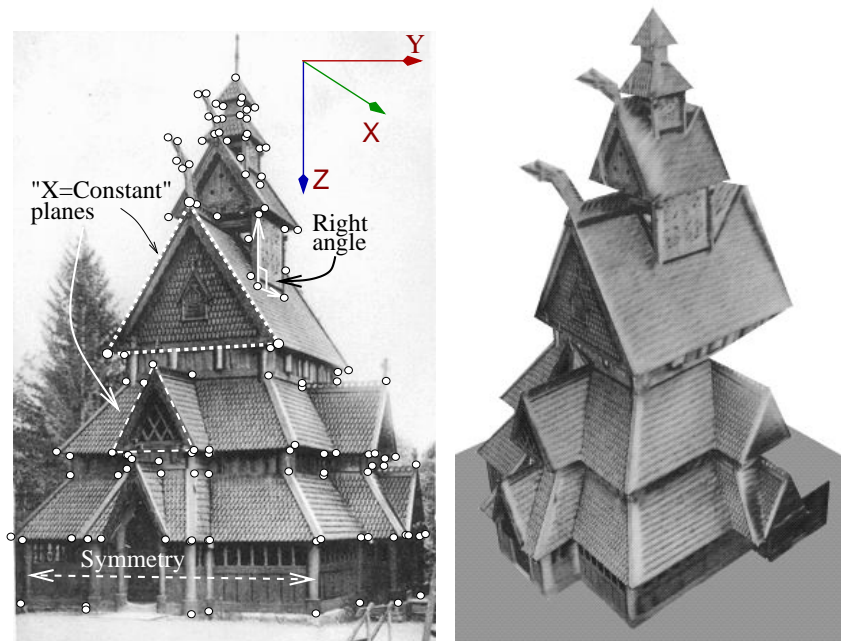 Y
X
Z
"X=Constant"
planes
Right
angle
Symmetry